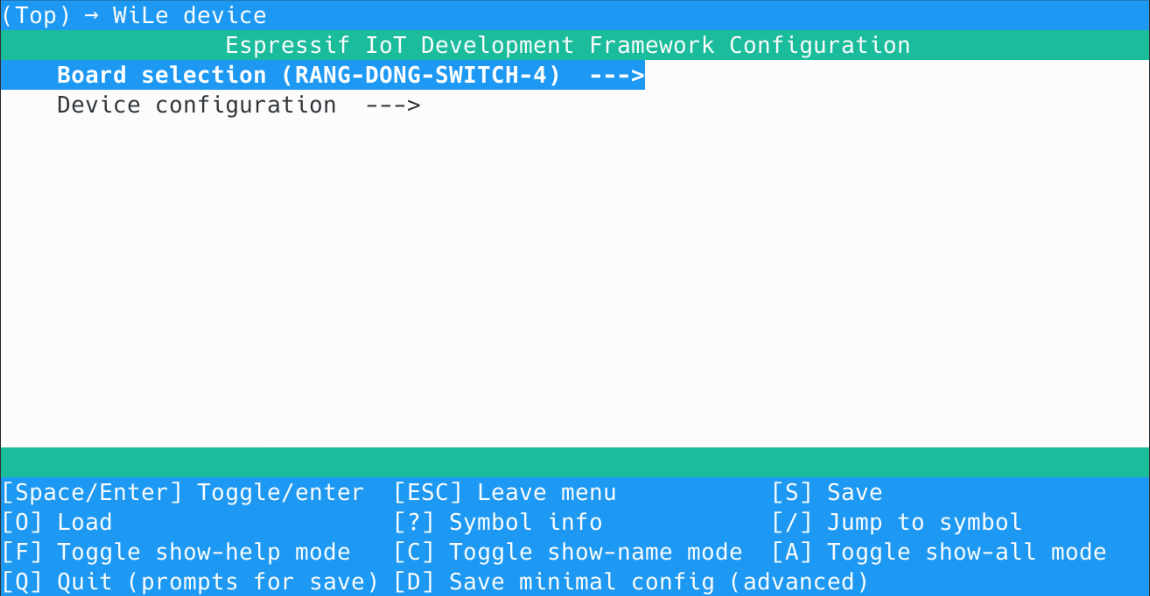 (Top) → WiLe device
Espressif IoT Development Framework Configuration
Board selection (RANG-DONG-SWITCH-4)  --->
Device configuration  --->
[Space/Enter] Toggle/enter  [ESC] Leave menu           [S] Save
[O] Load                    [?] Symbol info            [/] Jump to symbol
[F] Toggle show-help mode   [C] Toggle show-name mode  [A] Toggle show-all mode
[Q] Quit (prompts for save) [D] Save minimal config (advanced)